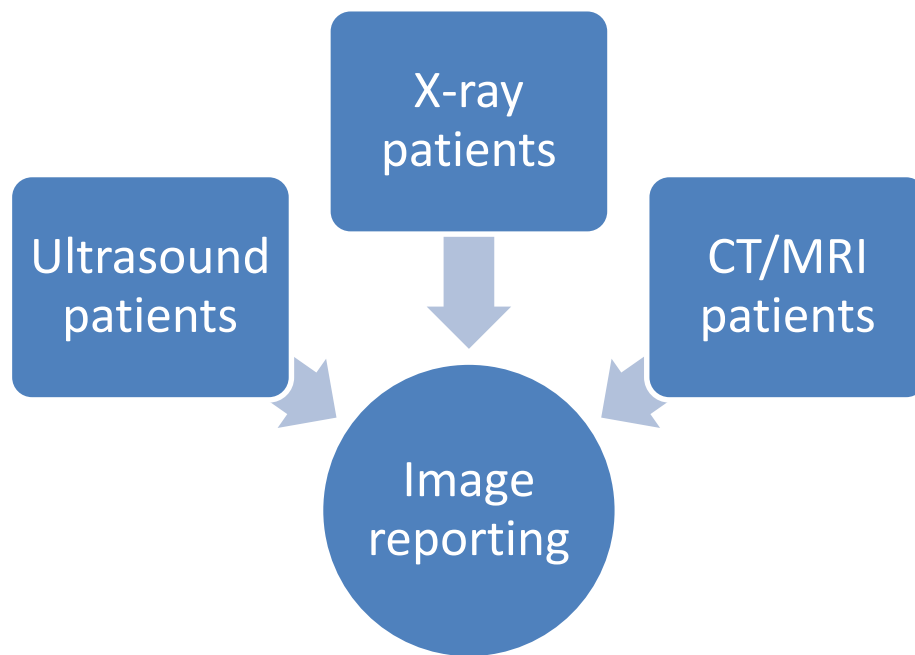 X-ray
patients
Ultrasound
patients
CT/MRI
patients
Image
reporting